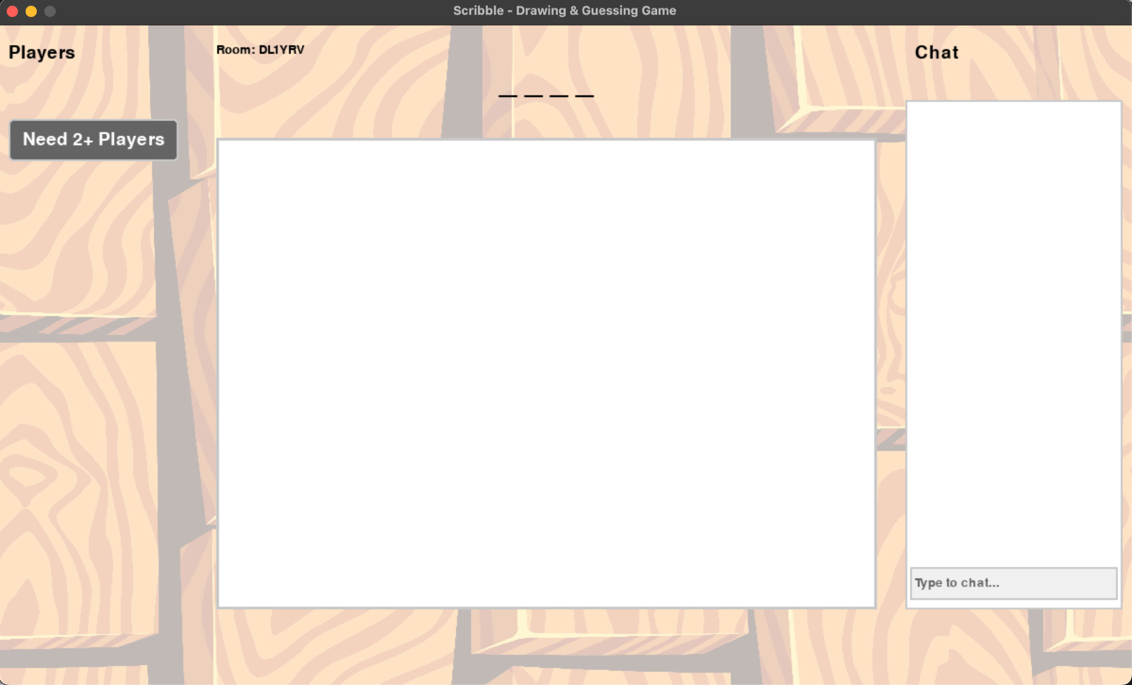 Scribble - Drawing & Guessing Game
Players
Room: DL1YRV
Chat
_ _ _ _
Need 2+ Players
Type to chat...